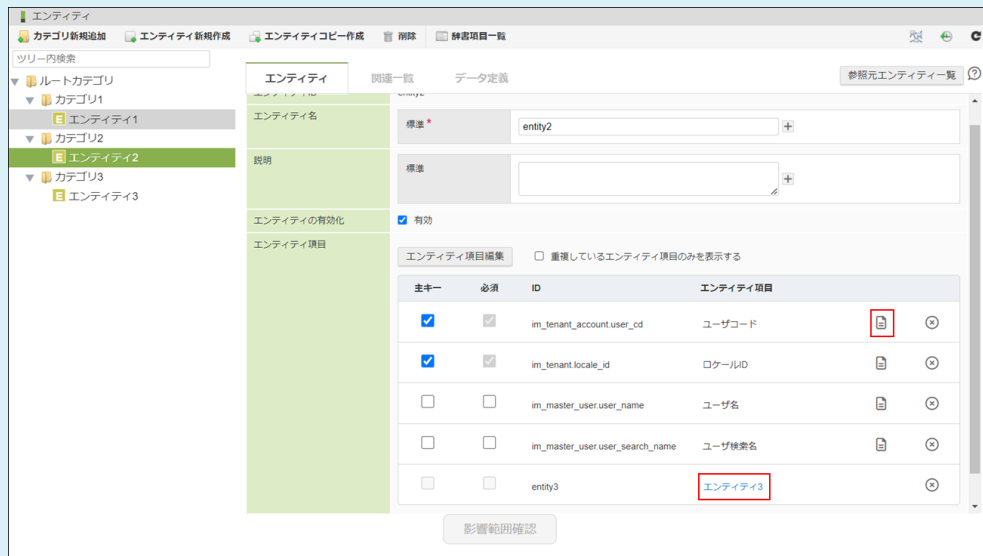 エンティティ
カテゴリ新規追加 エンティティ新規作成 エンティティコピー作成 削除 辞書項目一覧
ツリー内検索
ルートカテゴリ
カテゴリ1
エンティティ1
カテゴリ2
エンティティ2
カテゴリ3
エンティティ3
エンティティ 関連一覧 データ定義 参照元エンティティ一覧
エンティティ名 標準 * entity2
説明 標準
エンティティの有効化 有効
エンティティ項目 エンティティ項目編集 重複しているエンティティ項目のみを表示する
主キー 必須 ID エンティティ項目
im_tenant_account.user_cd ユーザコード
im_tenant.locale_id ロケールID
im_master_user.user_name ユーザ名
im_master_user.user_search_name ユーザ検索名
entity3 エンティティ3
影響範囲確認